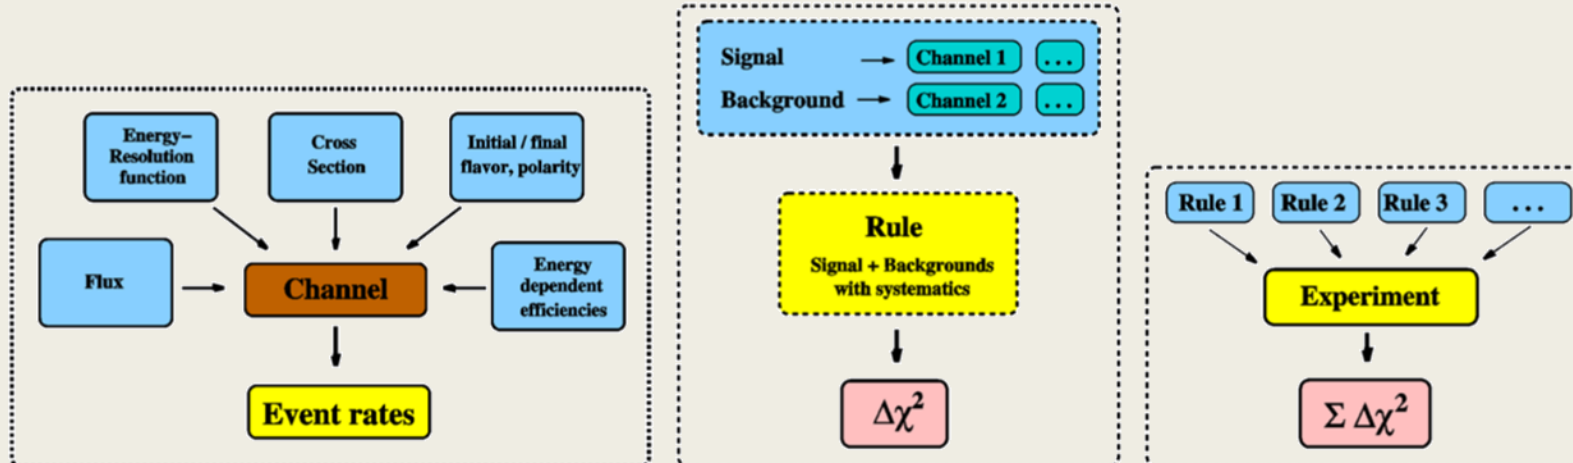 Energy–
Resolution
function
Cross
Section
Initial / final
flavor, polarity
Flux
Channel
Energy
dependent
efficiencies
Event rates
Signal
Channel 1
...
Background
Channel 2
...
Rule
Signal + Backgrounds
with systematics
Δχ²
Rule 1
Rule 2
Rule 3
...
Experiment
Σ Δχ²